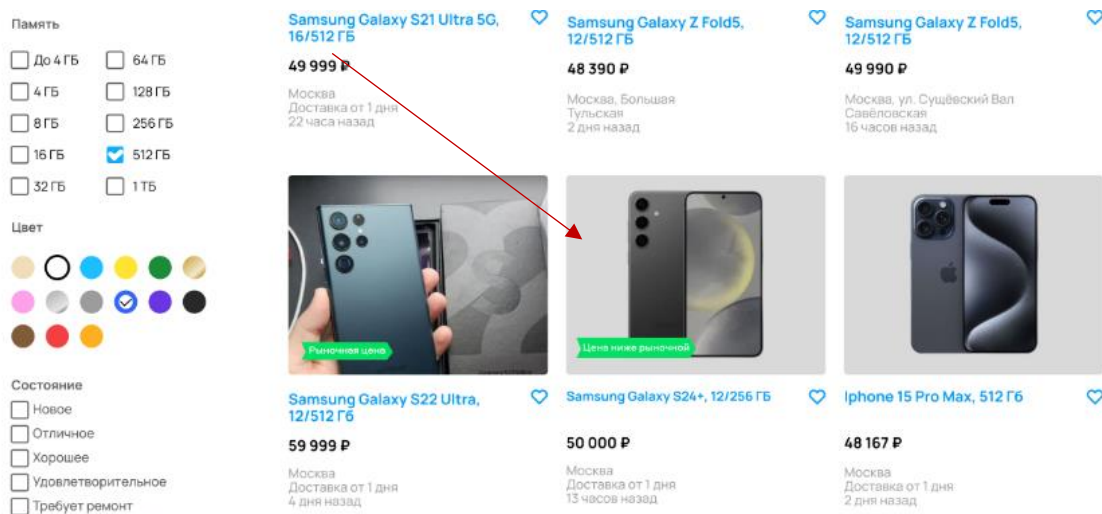 Память
До 4 ГБ
64 ГБ
4 ГБ
128 ГБ
8 ГБ
256 ГБ
16 ГБ
512 ГБ
32 ГБ
1 ТБ
Цвет
Состояние
Новое
Отличное
Хорошее
Удовлетворительное
Требует ремонт
Samsung Galaxy S21 Ultra 5G,
16/512 ГБ
49 999 ₽
Москва
Доставка от 1 дня
22 часа назад
Samsung Galaxy Z Fold5,
12/512 ГБ
48 390 ₽
Москва, Большая
Тульская
2 дня назад
Samsung Galaxy Z Fold5,
12/512 ГБ
49 990 ₽
Москва, ул. Сущёвский Вал
Савёловская
16 часов назад
Рыночная цена
Samsung Galaxy S22 Ultra,
12/512 Гб
59 999 ₽
Москва
Доставка от 1 дня
4 дня назад
Цена ниже рыночной
Samsung Galaxy S24+, 12/256 ГБ
50 000 ₽
Москва
Доставка от 1 дня
13 часов назад
Iphone 15 Pro Max, 512 Гб
48 167 ₽
Москва
Доставка от 1 дня
2 дня назад